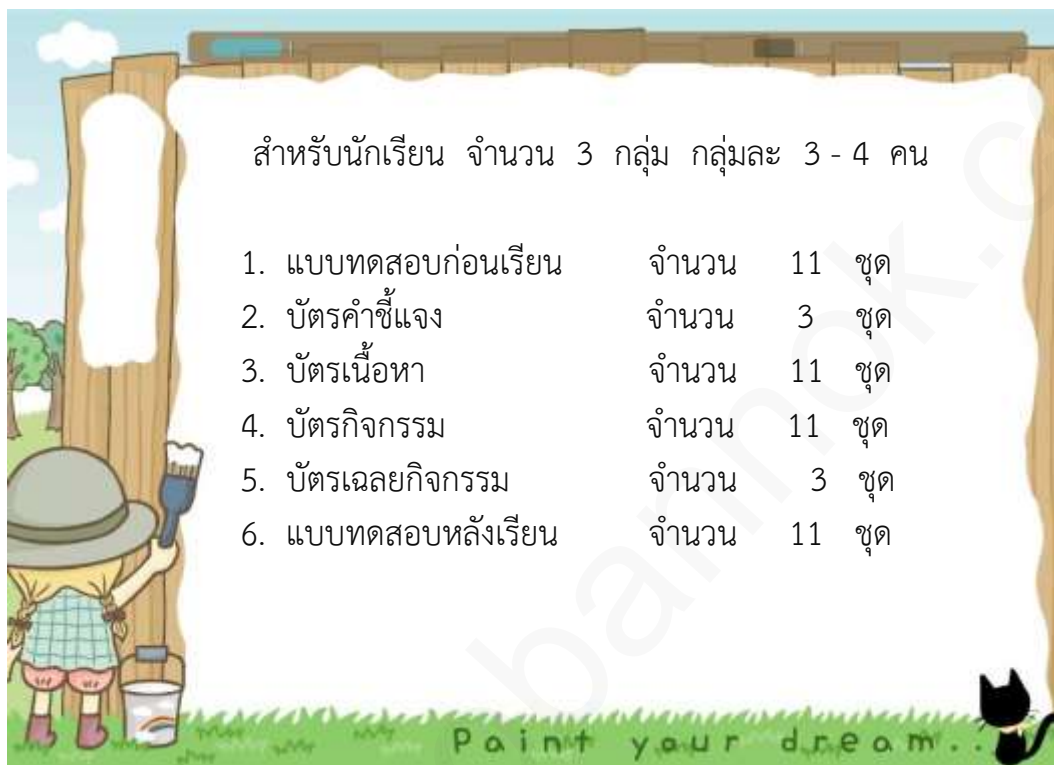 สำหรับนักเรียน จำนวน 3 กลุ่ม กลุ่มละ 3 - 4 คน
1. แบบทดสอบก่อนเรียน จำนวน 11 ชุด
2. บัตรคำชี้แจง จำนวน 3 ชุด
3. บัตรเนื้อหา จำนวน 11 ชุด
4. บัตรกิจกรรม จำนวน 11 ชุด
5. บัตรเฉลยกิจกรรม จำนวน 3 ชุด
6. แบบทดสอบหลังเรียน จำนวน 11 ชุด
Paint your dream..